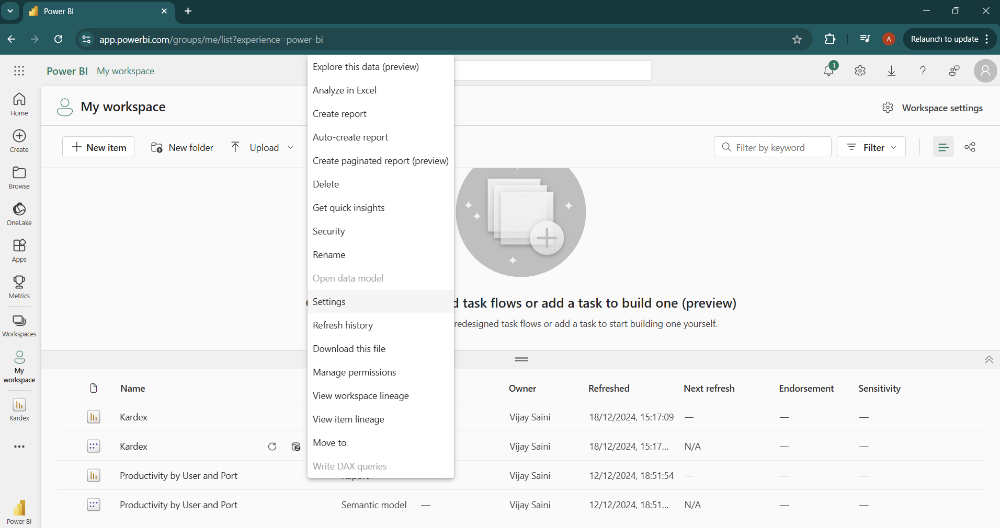 Power BI
app.powerbi.com/groups/me/list?experience=power-bi
A
Relaunch to update
Power BI My workspace
1
Home
Create
Browse
OneLake
Apps
Metrics
Workspaces
My
workspace
Kardex
Power BI
My workspace
Workspace settings
New item
New folder
Upload
Filter by keyword
Filter
Explore this data (preview)
Analyze in Excel
Create report
Auto-create report
Create paginated report (preview)
Delete
Get quick insights
Security
Rename
Open data model
Settings
Refresh history
Download this file
Manage permissions
View workspace lineage
View item lineage
Move to
Write DAX queries
task flows or add a task to build one (preview)
redesigned task flows or add a task to start building one yourself.
Name Owner Refreshed Next refresh Endorsement Sensitivity
Kardex Vijay Saini 18/12/2024, 15:17:09 — — —
Kardex Vijay Saini 18/12/2024, 15:17... N/A — —
Productivity by User and Port Report Vijay Saini 12/12/2024, 18:51:54 — — —
Productivity by User and Port Semantic model — Vijay Saini 12/12/2024, 18:51... N/A — —